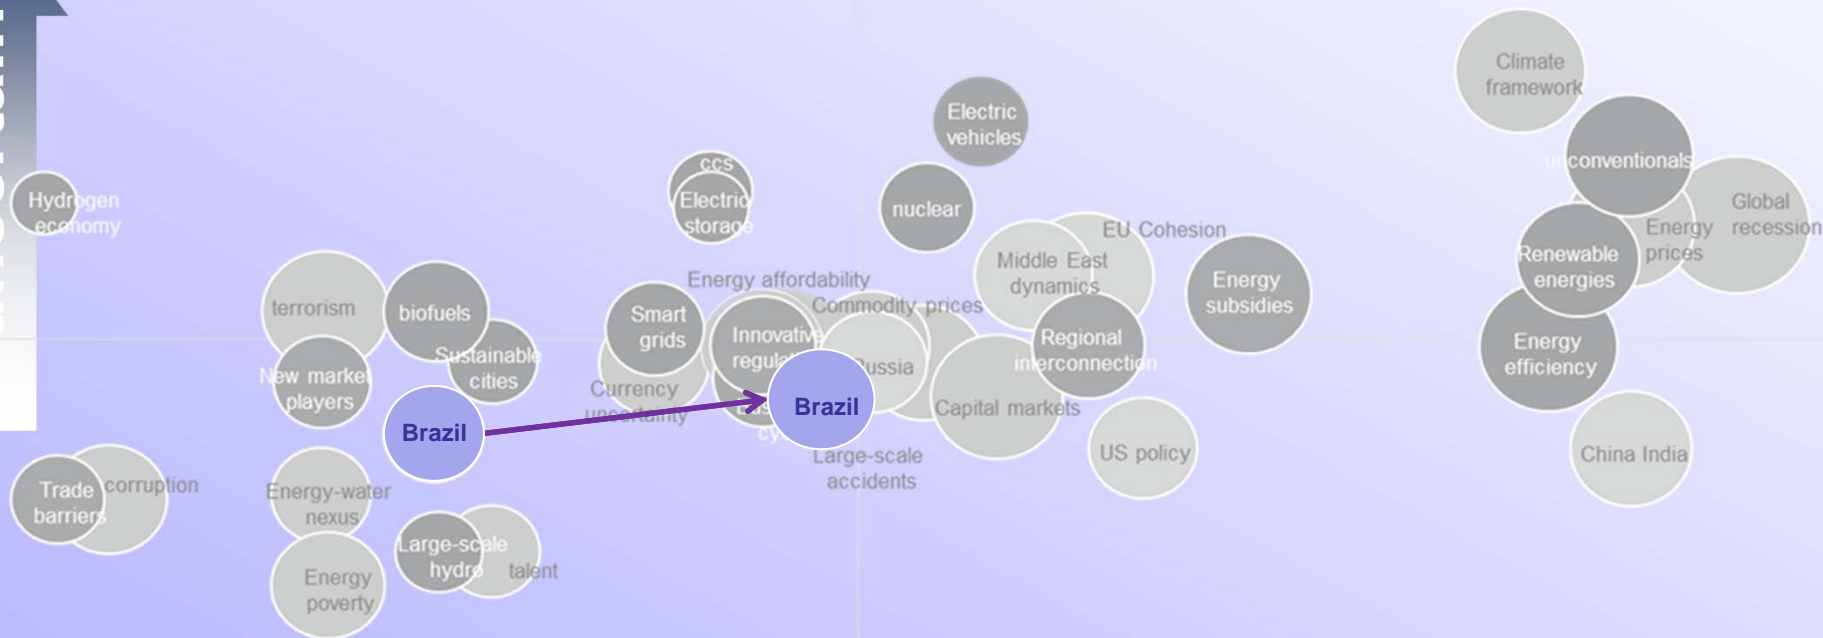 Climate
framework
Electric
vehicles
unconventionals
ccs
Electric
storage
Hydrogen
economy
nuclear
Global
recession
Energy
prices
EU Cohesion
Middle East
dynamics
Renewable
energies
Energy
subsidies
Energy affordability
Commodity prices
terrorism
biofuels
Smart
grids
Innovative
Regional
interconnection
Energy
efficiency
Sustainable
cities
Russia
New market
players
Currency
uncertainty
Brazil
Capital markets
Brazil
US policy
China India
Large-scale
accidents
Trade
barriers
corruption
Energy-water
nexus
Large-scale
hydro
talent
Energy
poverty